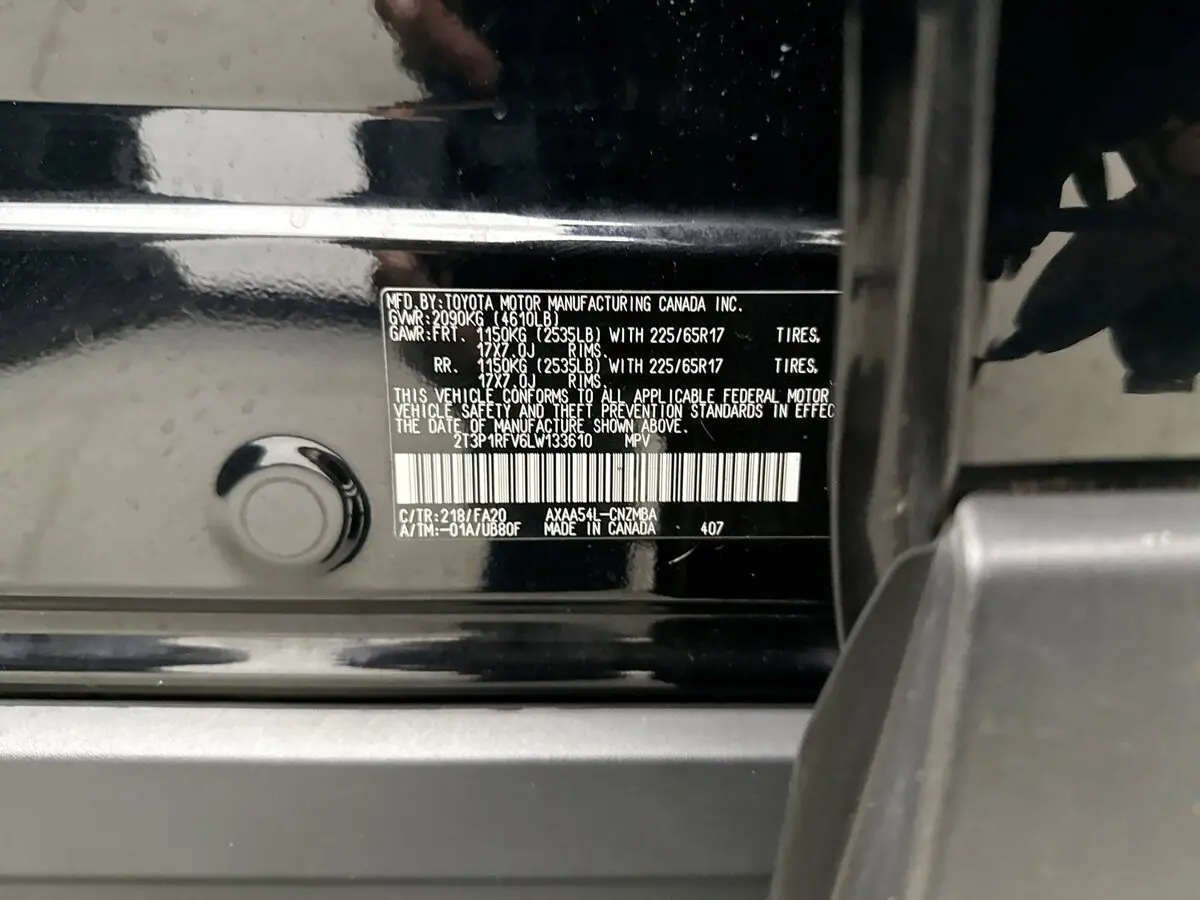 MFD.BY:TOYOTA MOTOR MANUFACTURING CANADA INC.
GVWR:2090KG (4610LB)
GAWR:FRT. 1150KG (2535LB) WITH 225/65R17 TIRES,
17X7.0J RIMS,
RR. 1150KG (2535LB) WITH 225/65R17 TIRES,
17X7.0J RIMS,
THIS VEHICLE CONFORMS TO ALL APPLICABLE FEDERAL MOTOR
VEHICLE SAFETY AND THEFT PREVENTION STANDARDS IN EFFEC
THE DATE OF MANUFACTURE SHOWN ABOVE.
2T3P1RFV6LW133610 MPV
C/TR:218/FA20 AXAA54L-CNZMBA
A/TM:-01A/UB80F MADE IN CANADA 407